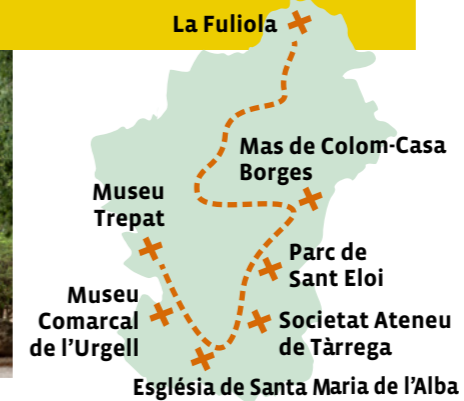 La Fuliola
Mas de Colom-Casa
Borges
Museu
Trepat
Parc de
Sant Eloi
Museu
Comarcal
de l’Urgell
Societat Ateneu
de Tàrrega
Església de Santa Maria de l’Alba